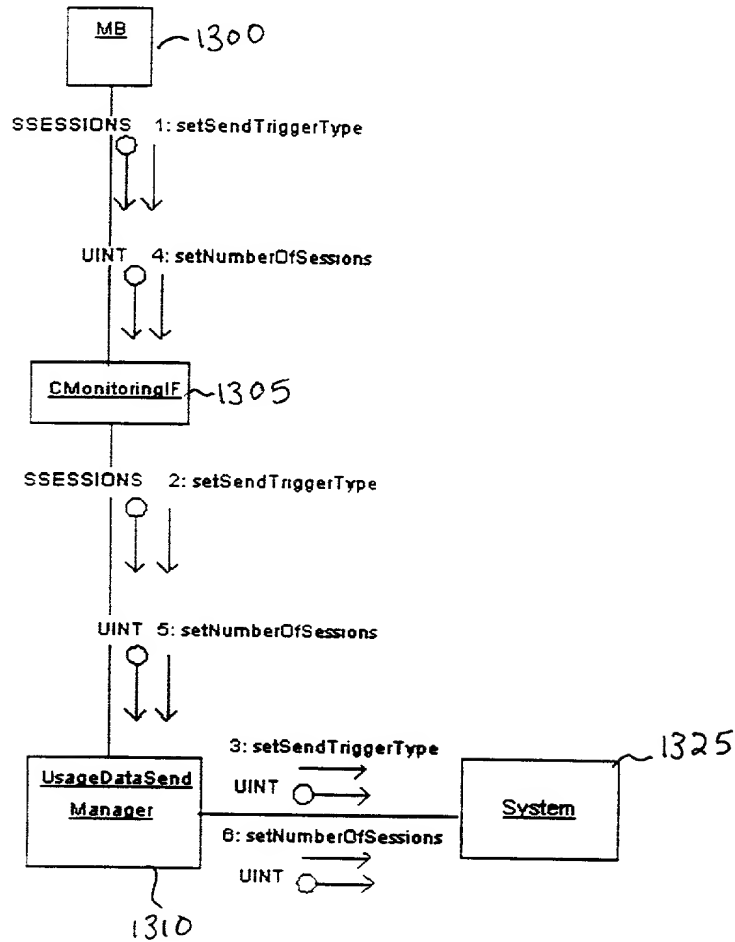 MB
1300
SSESSIONS 1: setSendTriggerType
UINT 4: setNumberOfSessions
CMonitoringIF
1305
SSESSIONS 2: setSendTriggerType
UINT 5: setNumberOfSessions
3: setSendTriggerType
1325
UsageDataSend
Manager
UINT
System
6: setNumberOfSessions
UINT
1310